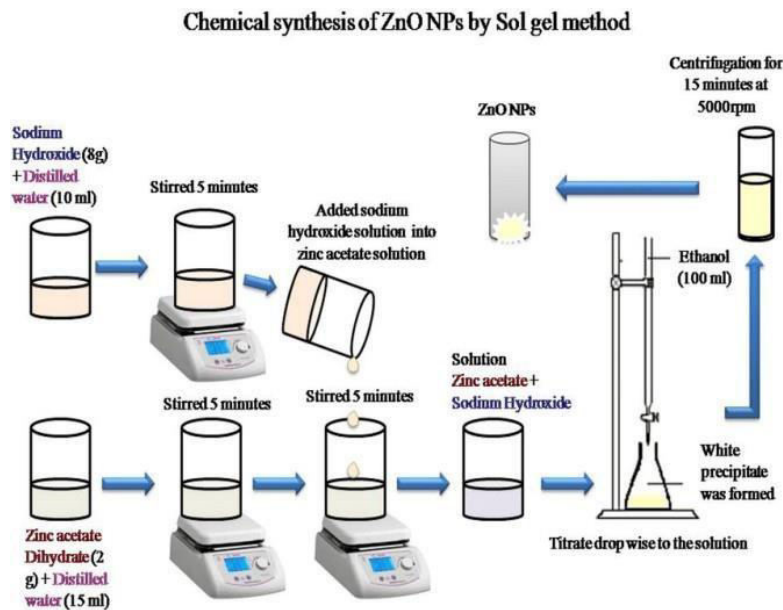 Chemical synthesis of ZnO NPs by Sol gel method
Centrifugation for
15 minutes at
5000rpm
ZnO NPs
Sodium
Hydroxide (8g)
+ Distilled
water (10 ml)
Stirred 5 minutes
Added sodium
hydroxide solution into
zinc acetate solution
Ethanol
(100 ml)
Solution
Zinc acetate +
Sodium Hydroxide
Stirred 5 minutes
Stirred 5 minutes
White
precipitate
was formed
Zinc acetate
Dihydrate (2
g) + Distilled
water (15 ml)
Titrate drop wise to the solution